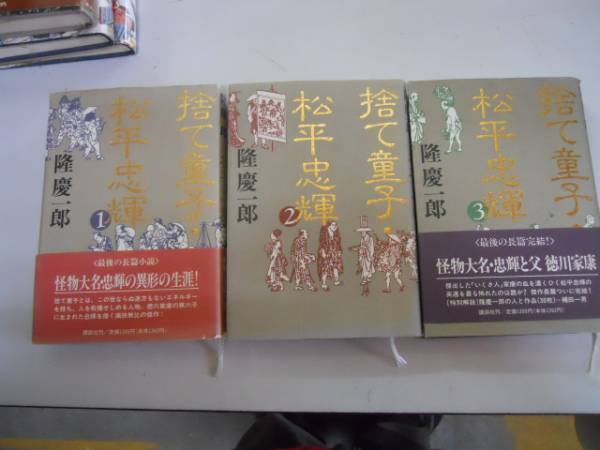 捨て童子・
松平忠輝
隆慶一郎
1
〈最後の長篇小説〉
怪物大名忠輝の異形の生涯!
捨て童子・
松平忠輝
隆慶一郎
2
捨て童子・
松平忠輝
隆慶一郎
3
〈最後の長篇完結!〉
怪物大名・忠輝と父 徳川家康